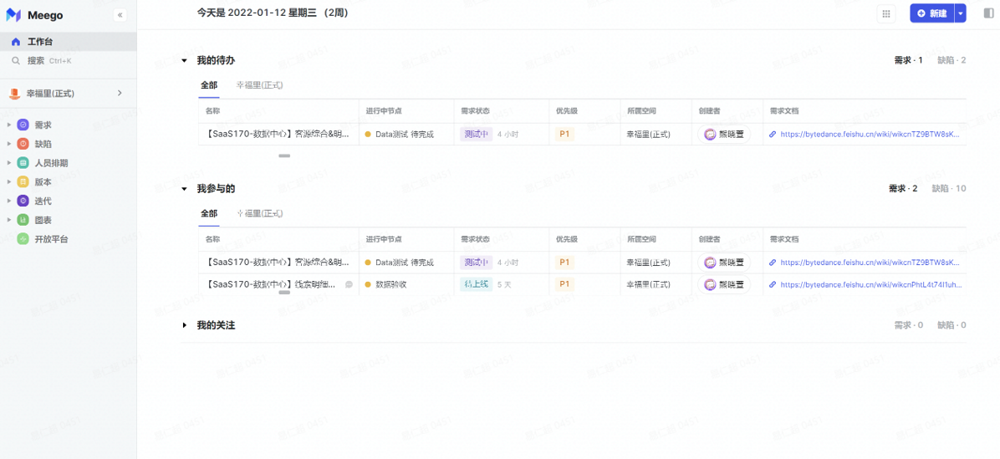 Meego
«
工作台
搜索 Ctrl+K
幸福里(正式)
需求
缺陷
人员排期
版本
迭代
图表
开放平台
今天是 2022-01-12 星期三 （2周）
新建
我的待办
需求 · 1 缺陷 · 2
全部 幸福里(正式)
名称 进行中节点 需求状态 优先级 所属空间 创建者 需求文档
【SaaS170-数据中心】客源综合&明... Data测试 待完成 测试中 4 小时 P1 幸福里(正式) 熊晓萱 https://bytedance.feishu.cn/wiki/wikcnTZ9BTW8sK...
我参与的
需求 · 2 缺陷 · 10
全部 幸福里(正式)
名称 进行中节点 需求状态 优先级 所属空间 创建者 需求文档
【SaaS170-数据中心】客源综合&明... Data测试 待完成 测试中 4 小时 P1 幸福里(正式) 熊晓萱 https://bytedance.feishu.cn/wiki/wikcnTZ9BTW8sK...
【SaaS170-数据中心】线索明细... 数据验收 待上线 5 天 P1 幸福里(正式) 熊晓萱 https://bytedance.feishu.cn/wiki/wikcnPhtL4t74l1uh...
我的关注
需求 · 0 缺陷 · 0